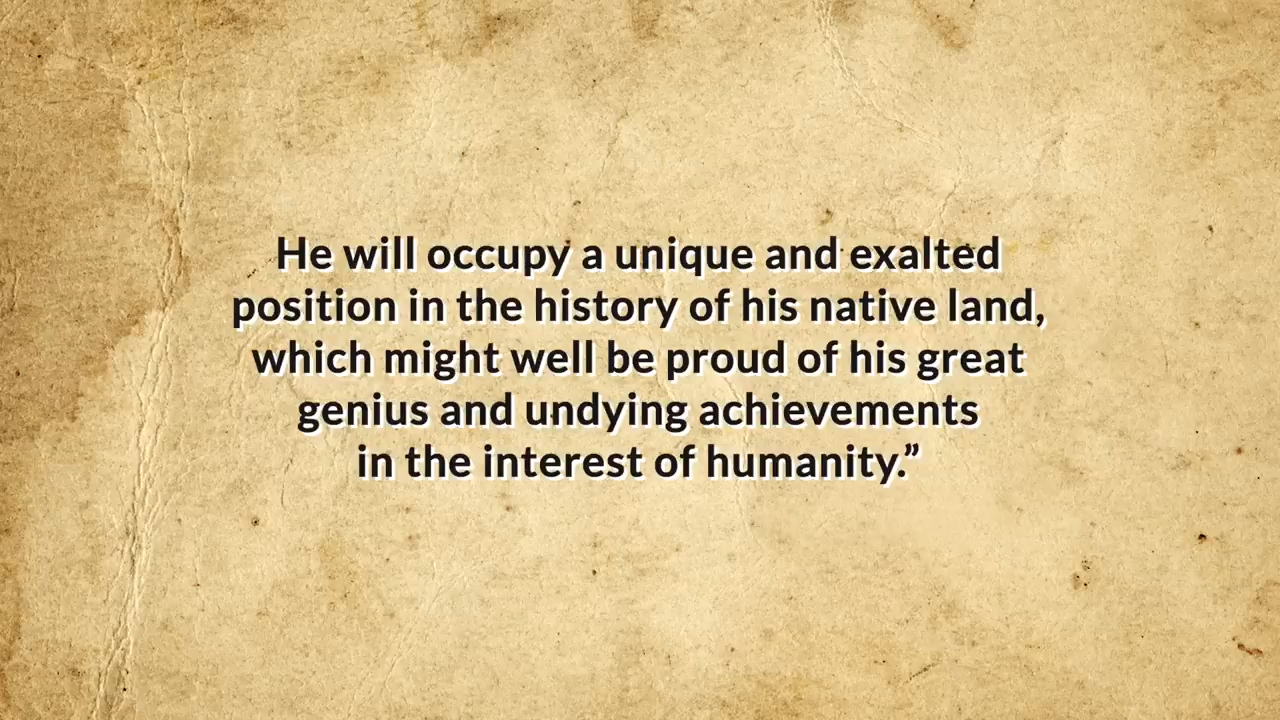 He will occupy a unique and exalted
position in the history of his native land,
which might well be proud of his great
genius and undying achievements
in the interest of humanity.”